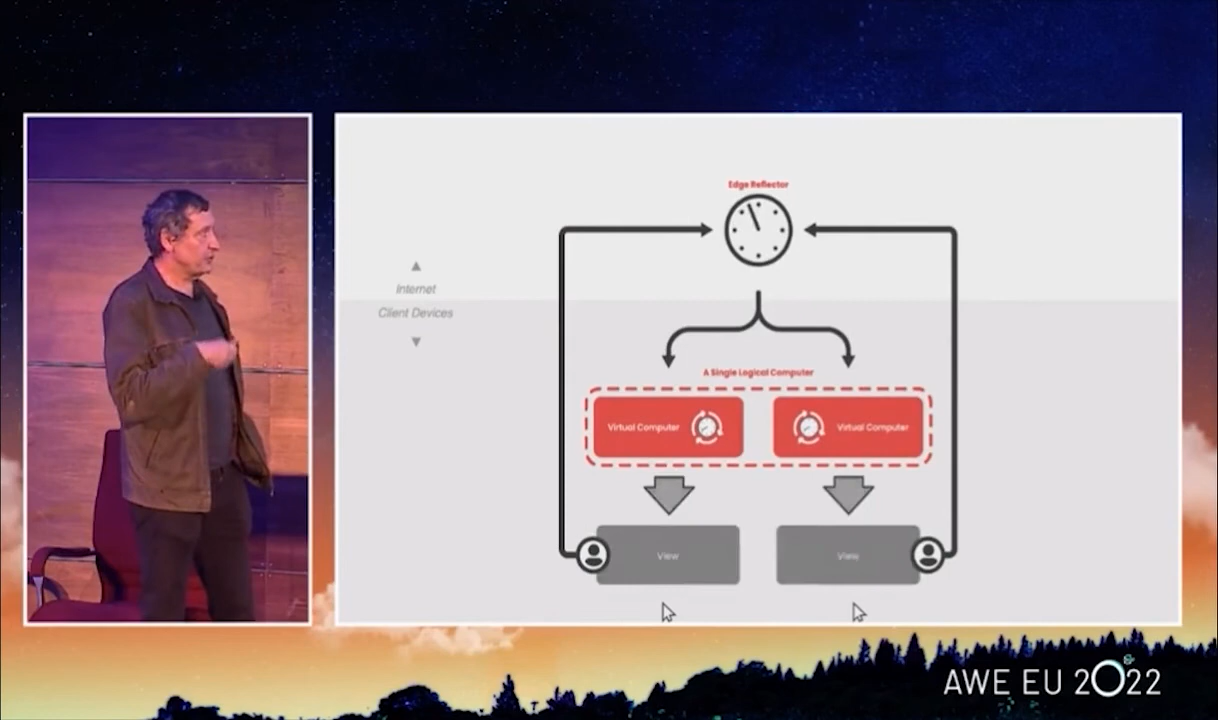 Edge Reflector
Internet
Client Devices
A Single Logical Computer
Virtual Computer
Virtual Computer
View
View
AWE EU 2022